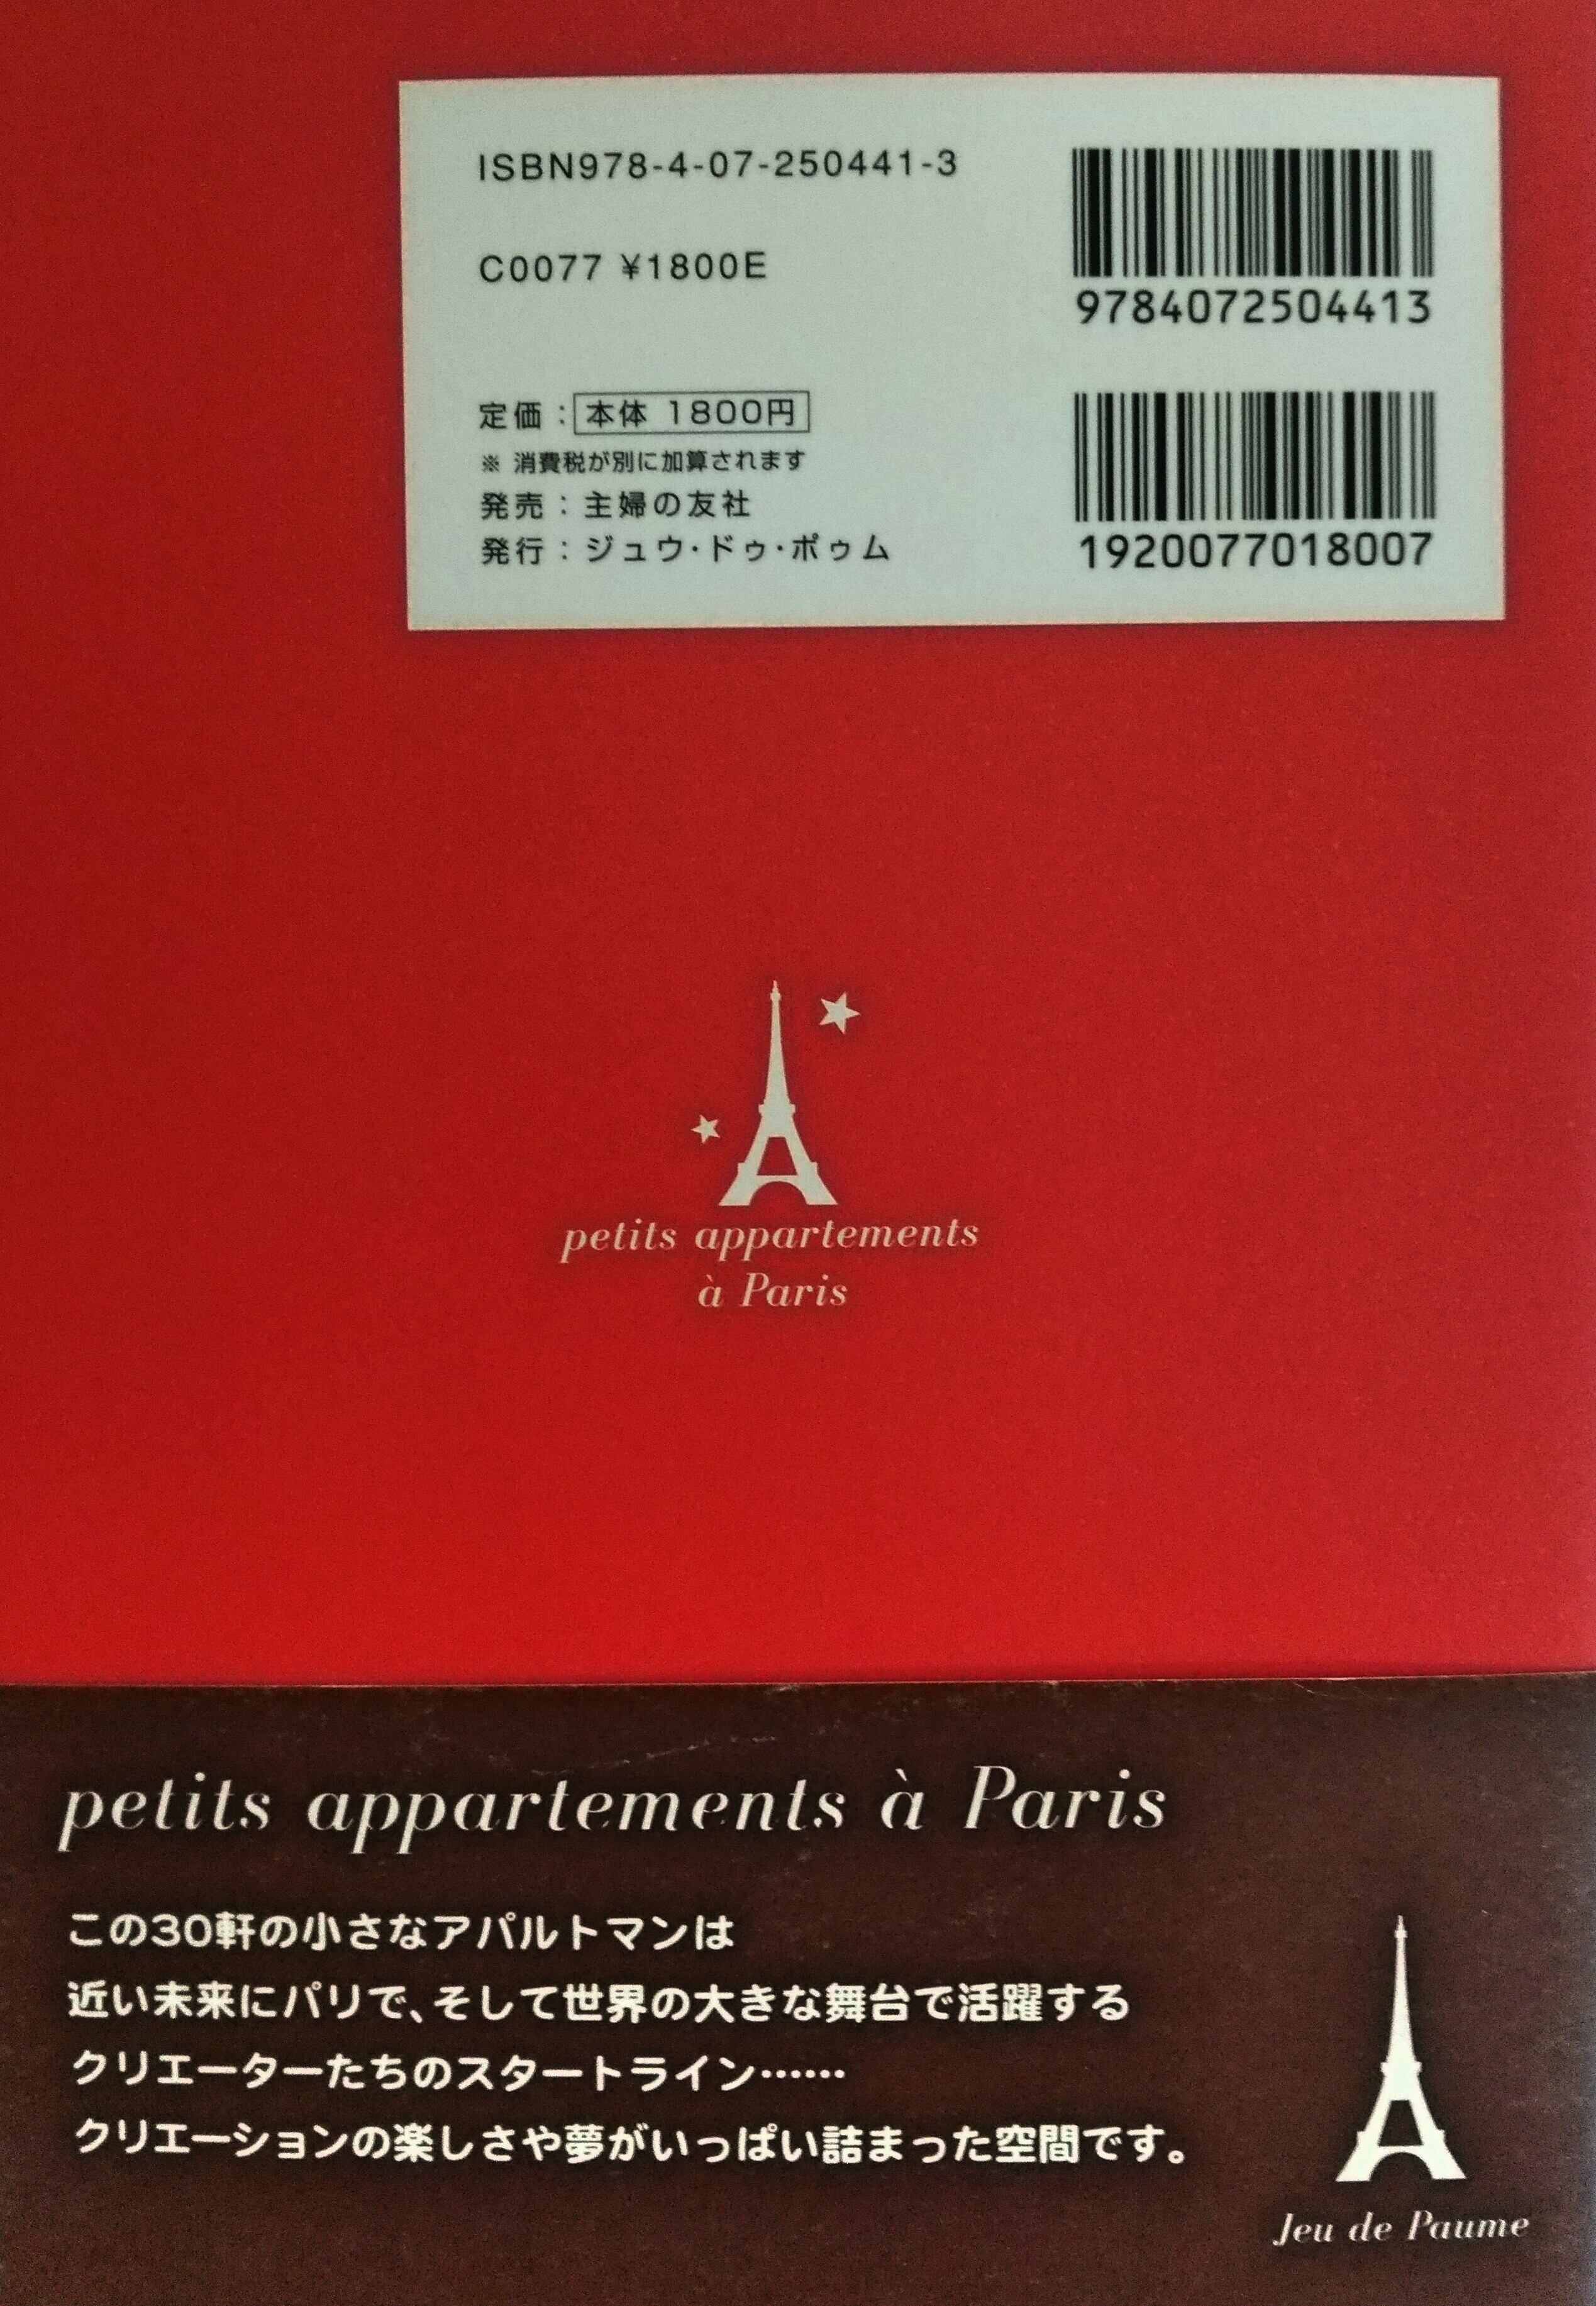 ISBN978-4-07-250441-3
C0077 ¥1800E
9784072504413
定価：本体 1800円
※ 消費税が別に加算されます
発売：主婦の友社
発行：ジュウ・ドゥ・ポゥム
1920077018007
petits appartements
à Paris
petits appartements à Paris
この30軒の小さなアパルトマンは
近い未来にパリで、そして世界の大きな舞台で活躍する
クリエーターたちのスタートライン……
クリエーションの楽しさや夢がいっぱい詰まった空間です。
Jeu de Paume